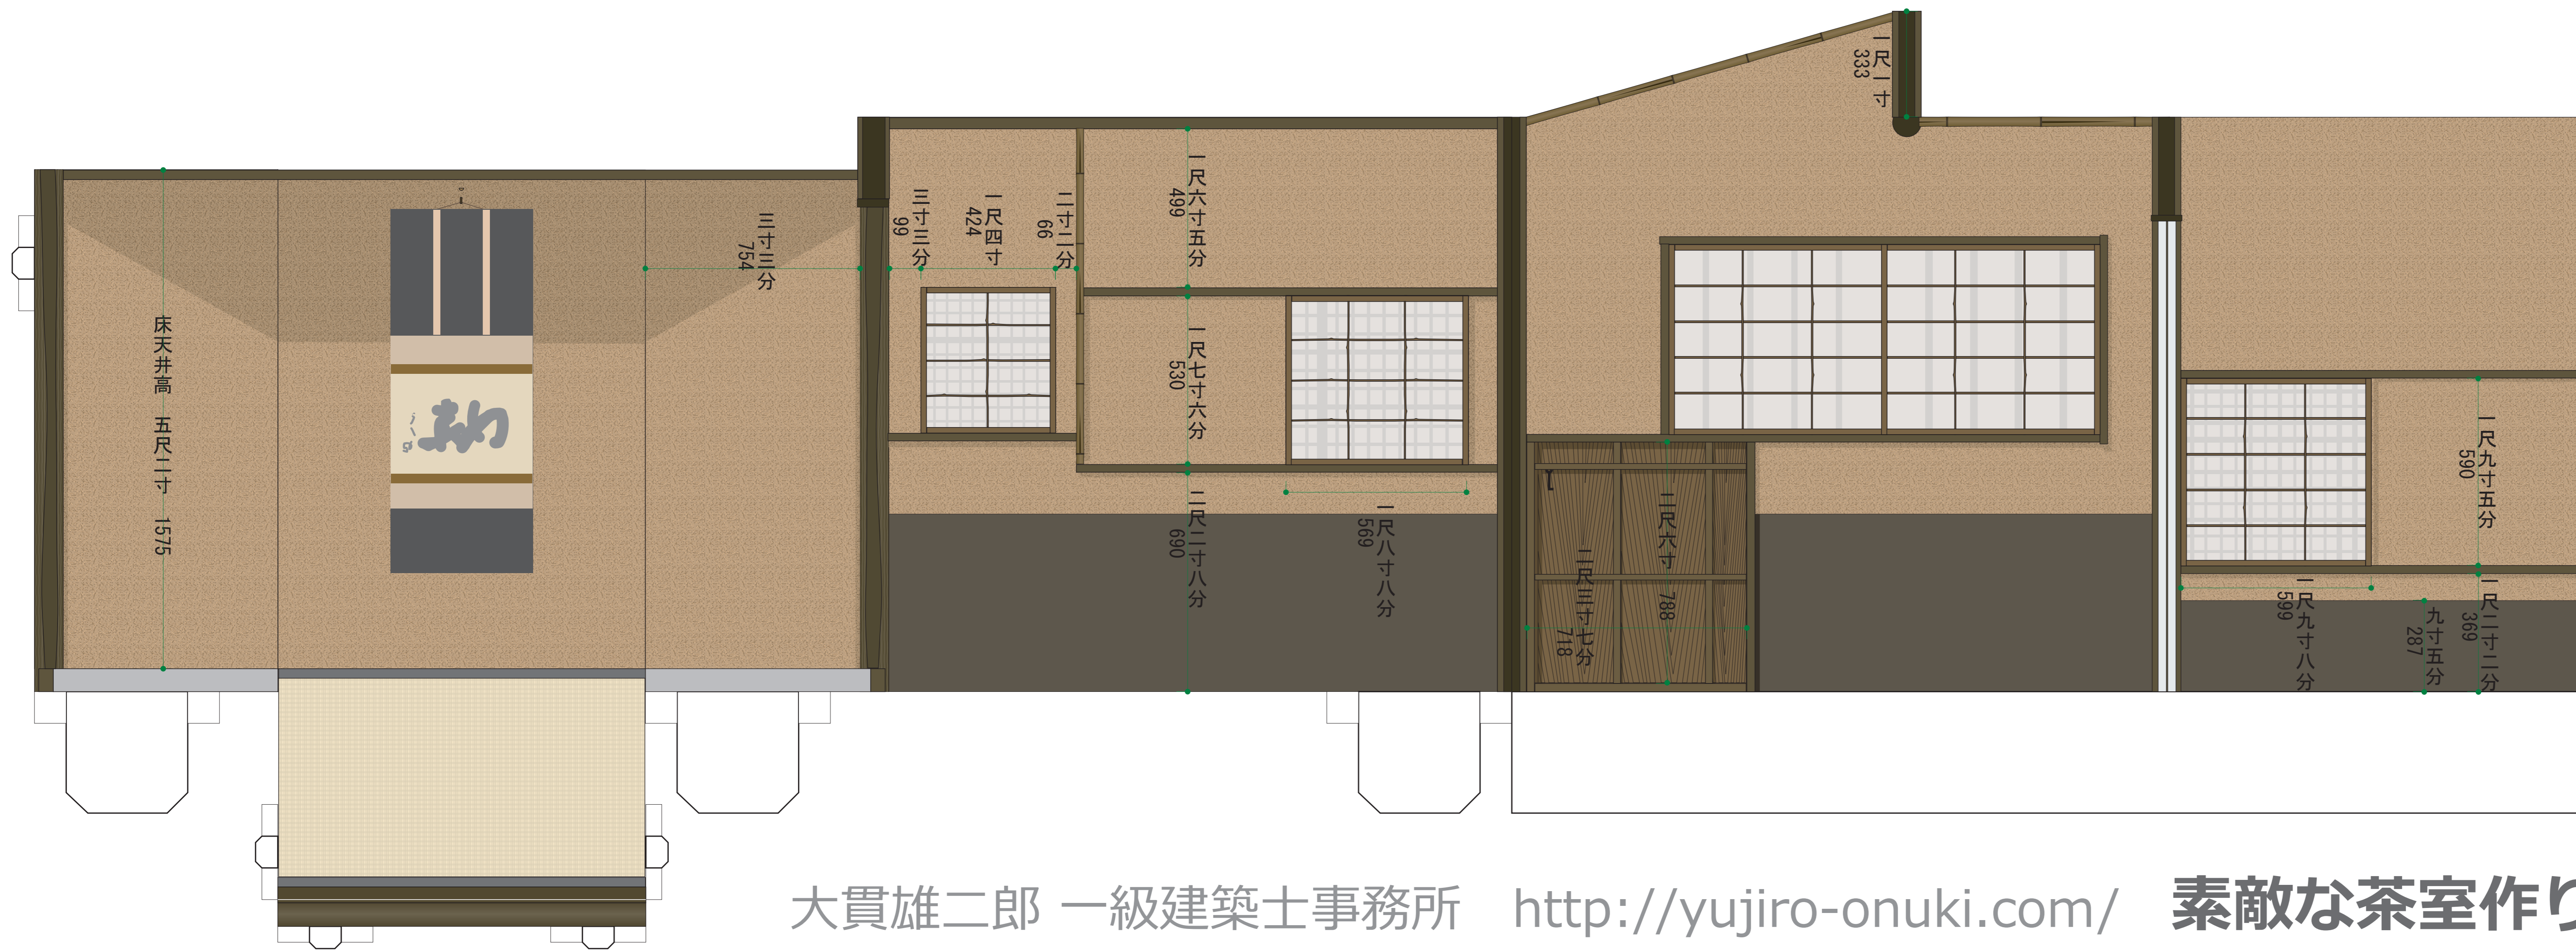 床天井高　五尺二寸　1575
三寸三分
754
三寸三分
99
一尺四寸
424
二寸二分
66
一尺六寸五分
499
一尺七寸六分
530
二尺二寸八分
690
一尺八寸八分
569
一尺一寸
333
二尺六寸　788
二尺三寸七分
718
一尺九寸五分
590
一尺九寸八分
599
九寸五分
287
一尺二寸二分
369
大貫雄二郎 一級建築士事務所　http://yujiro-onuki.com/　素敵な茶室作り